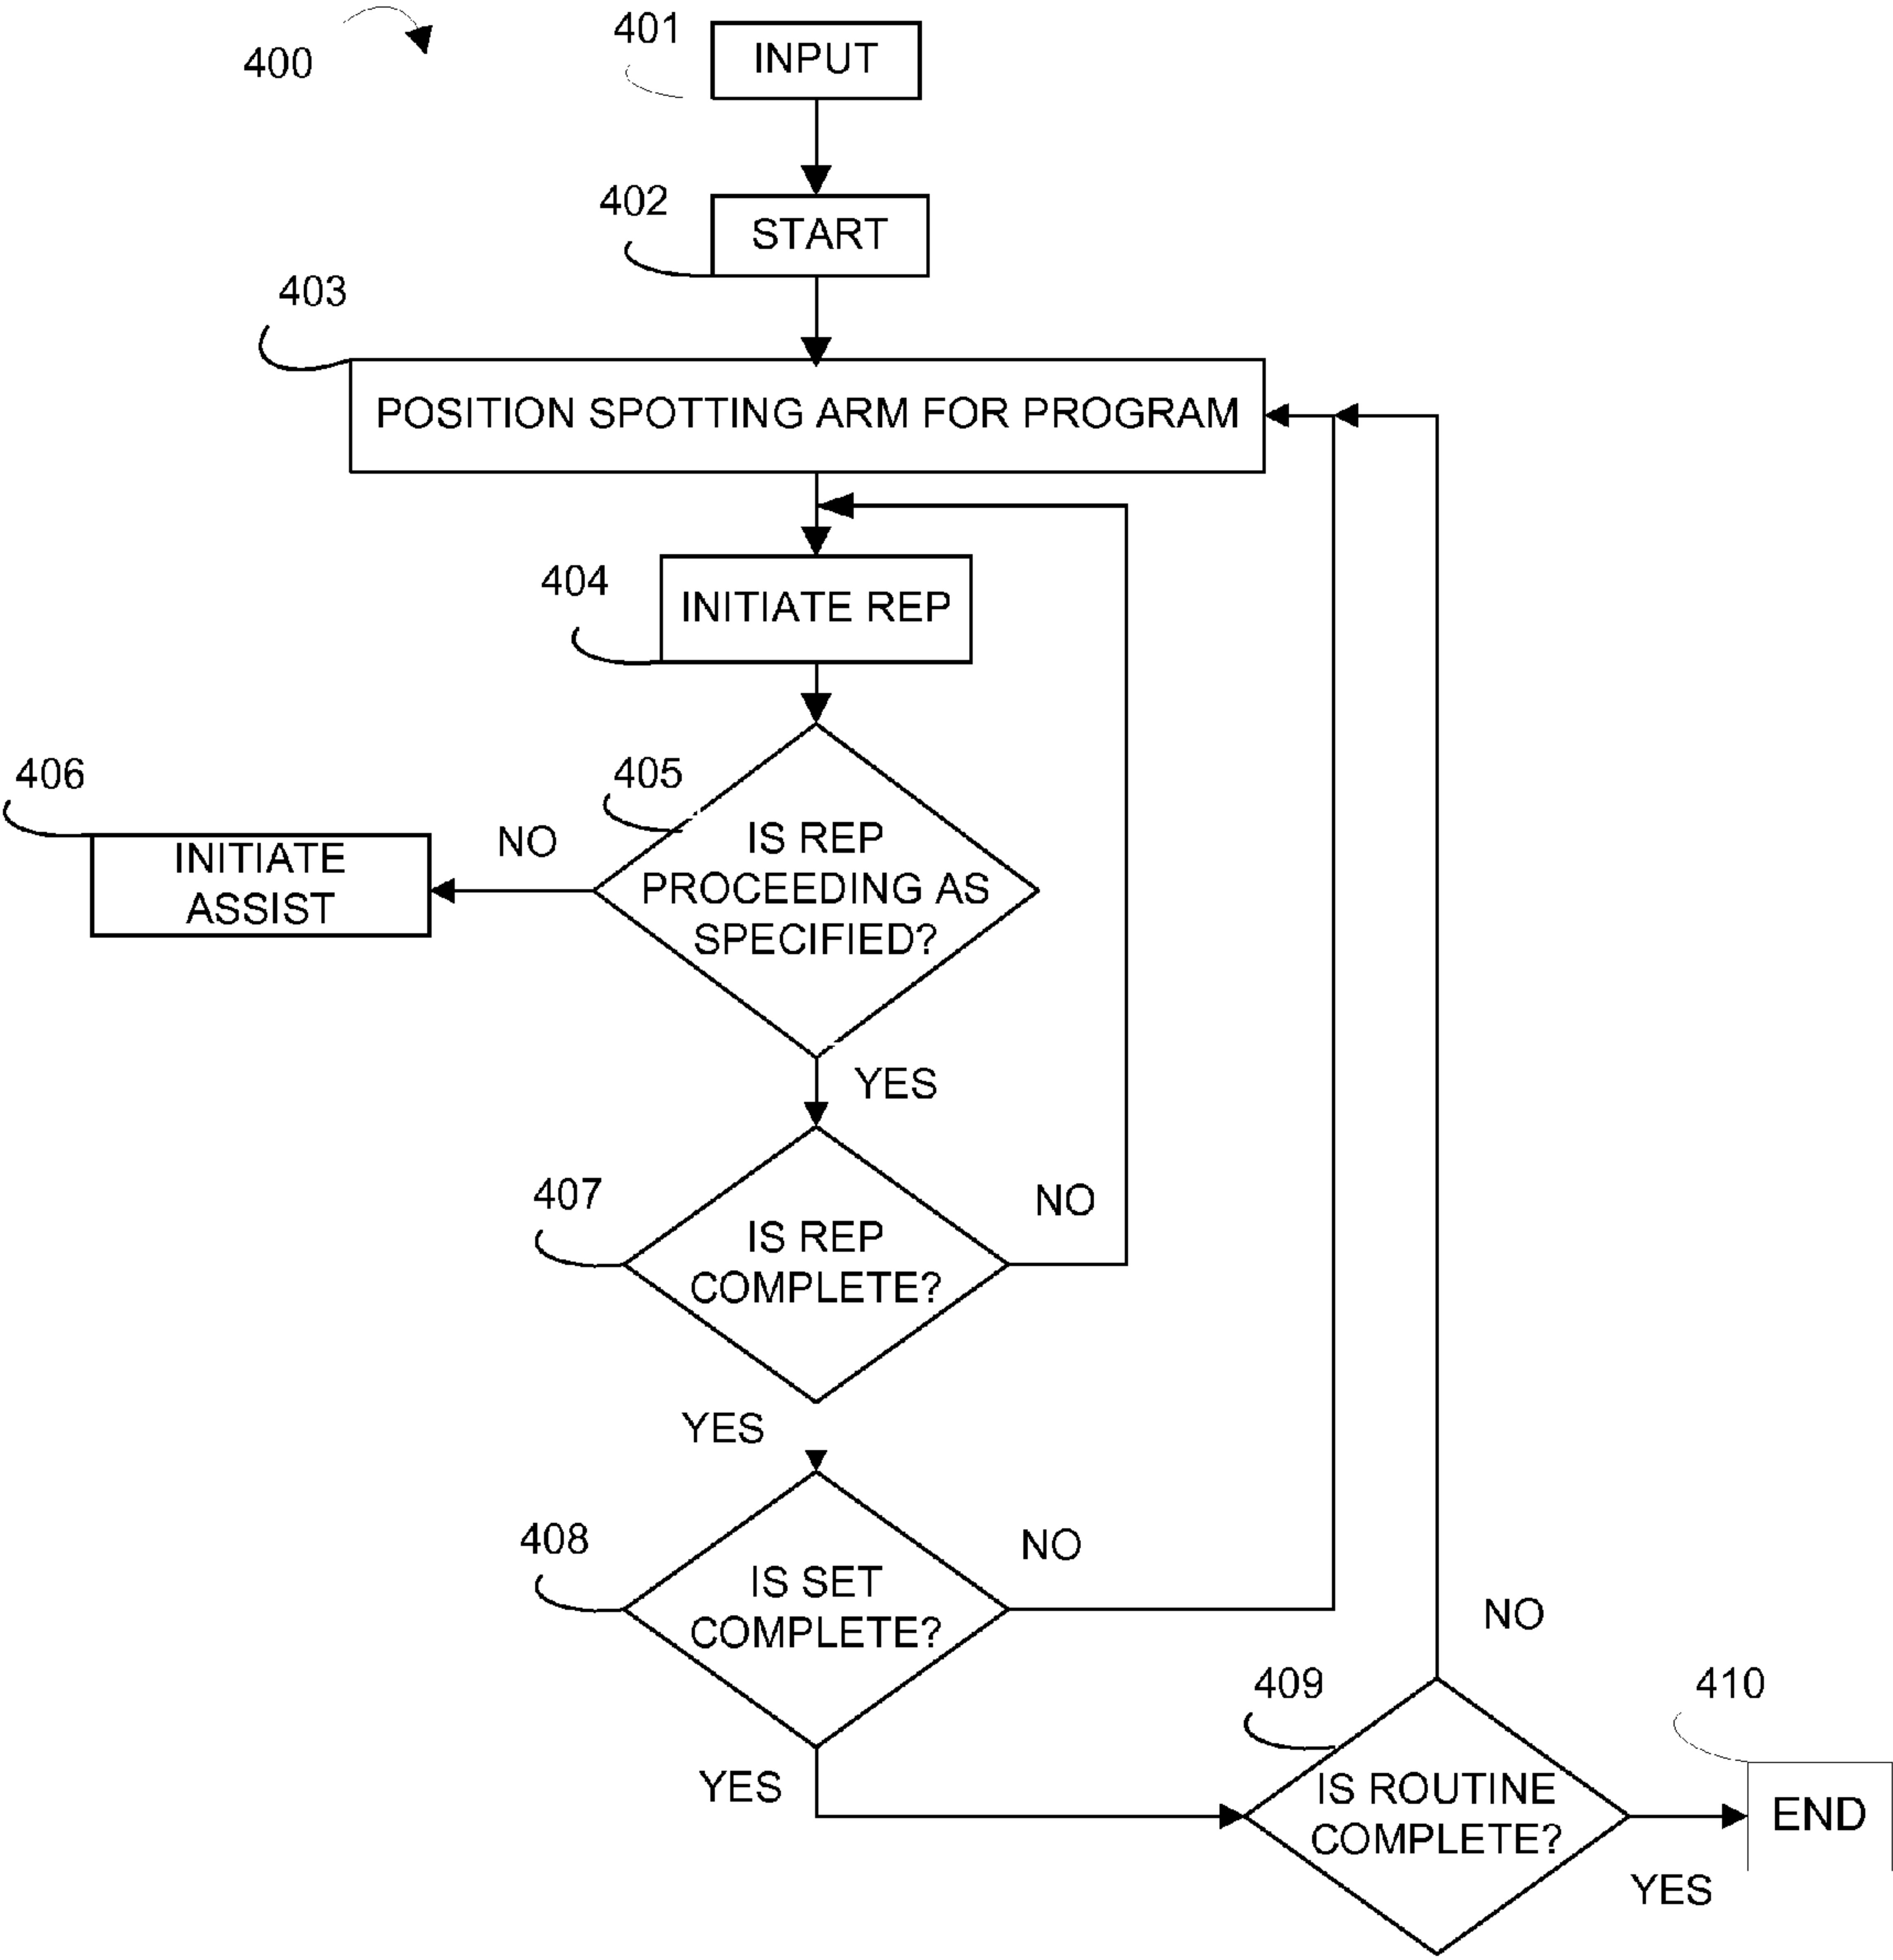 400
401
INPUT
402
START
403
POSITION SPOTTING ARM FOR PROGRAM
404
INITIATE REP
405
406
IS REP
PROCEEDING AS
SPECIFIED?
NO
INITIATE
ASSIST
YES
407
IS REP
COMPLETE?
NO
YES
408
IS SET
COMPLETE?
NO
YES
409
IS ROUTINE
COMPLETE?
NO
YES
410
END